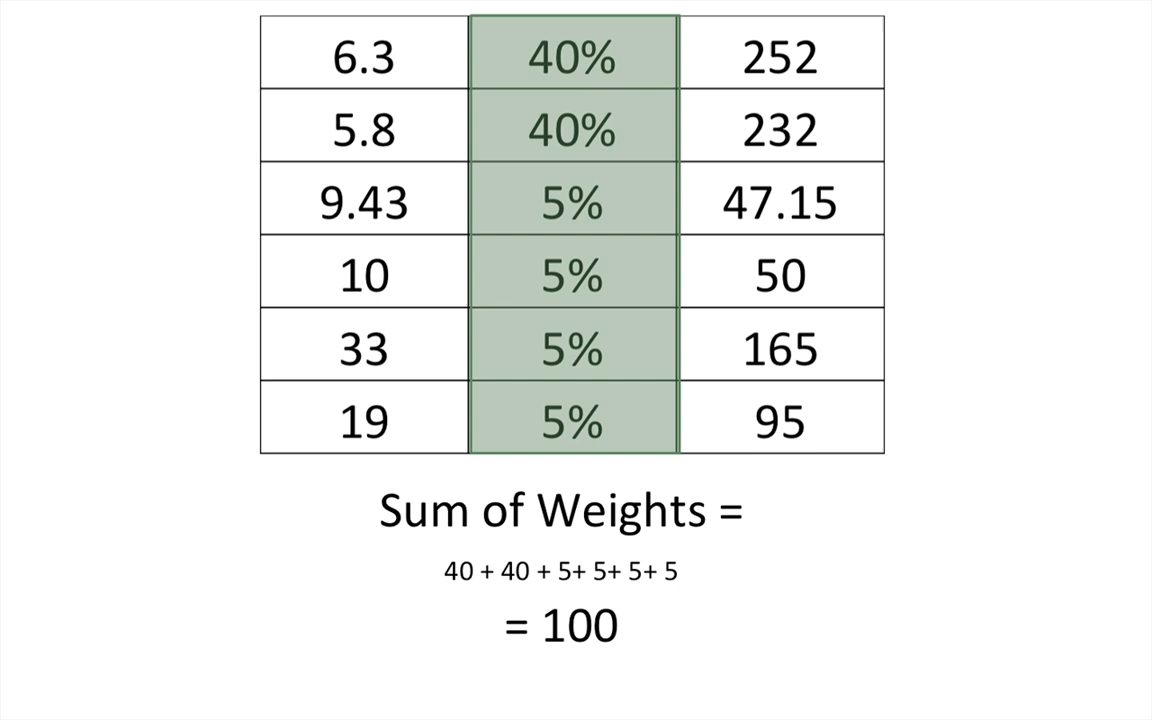 6.3 40% 252
5.8 40% 232
9.43 5% 47.15
10 5% 50
33 5% 165
19 5% 95
Sum of Weights =
40 + 40 + 5+ 5+ 5+ 5
= 100